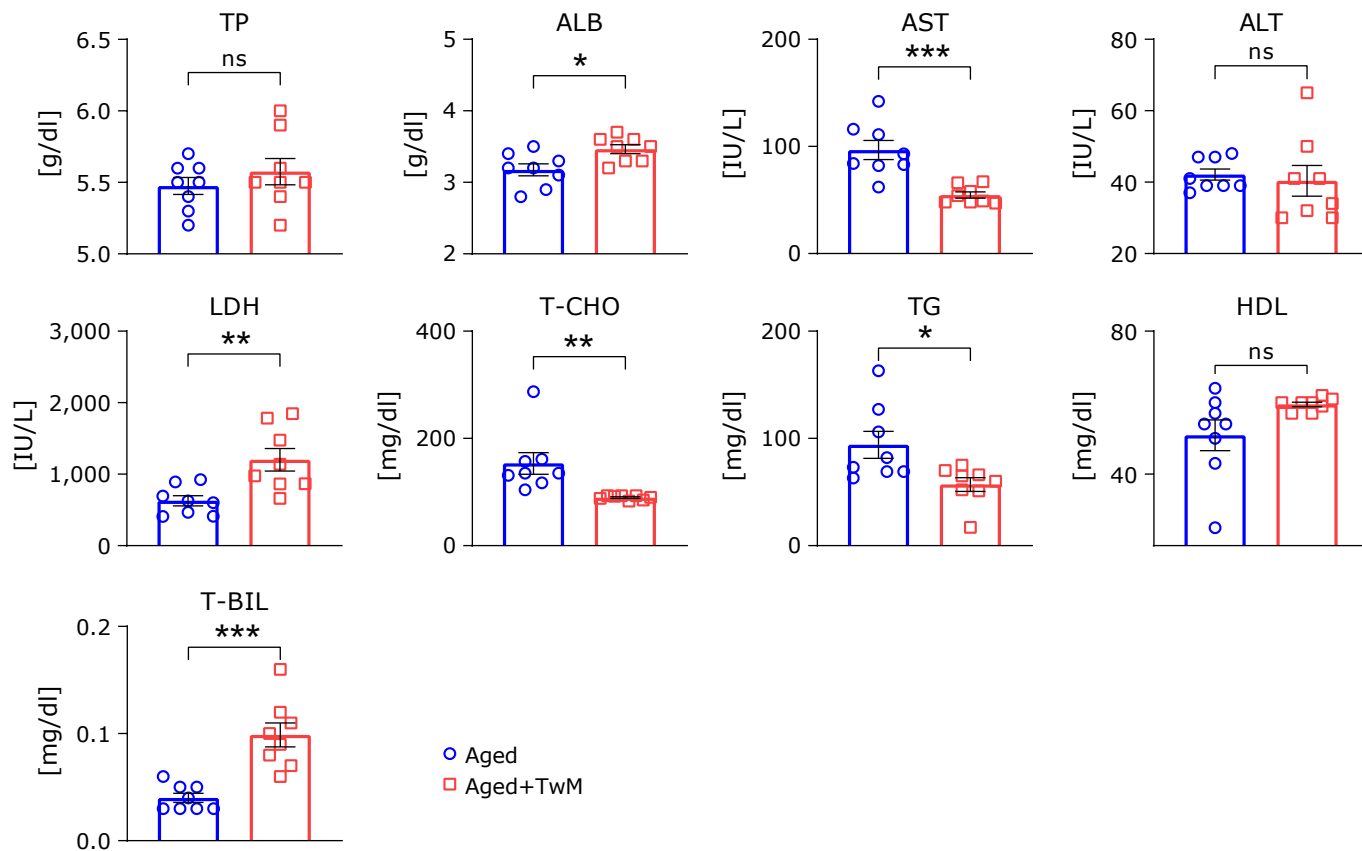 TP
6.5
6.0
5.5
5.0
[g/dl]
ns
ALB
5
4
3
2
[g/dl]
*
AST
200
100
0
[IU/L]
***
ALT
80
60
40
20
[IU/L]
ns
LDH
3,000
2,000
1,000
0
[IU/L]
**
T-CHO
400
200
0
[mg/dl]
**
TG
200
100
0
[mg/dl]
*
HDL
80
40
[mg/dl]
ns
T-BIL
0.2
0.1
0.0
[mg/dl]
***
Aged
Aged+TwM